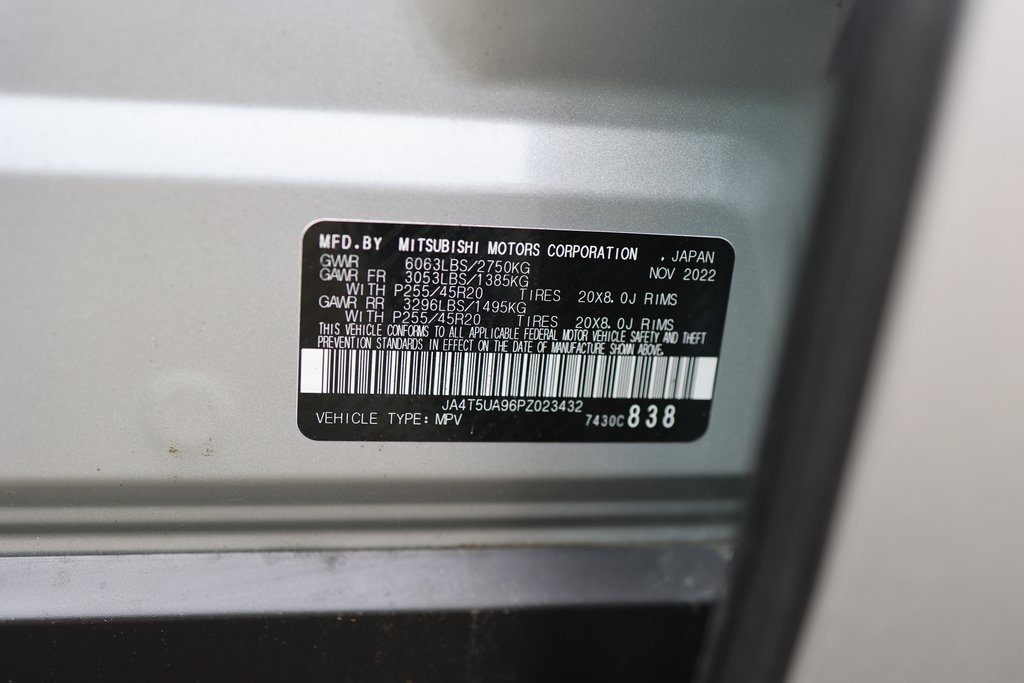 MFD.BY MITSUBISHI MOTORS CORPORATION , JAPAN
GVWR 6063LBS/2750KG NOV 2022
GAWR FR 3053LBS/1385KG
WITH P255/45R20 TIRES 20X8.0J RIMS
GAWR RR 3296LBS/1495KG
WITH P255/45R20 TIRES 20X8.0J RIMS
THIS VEHICLE CONFORMS TO ALL APPLICABLE FEDERAL MOTOR VEHICLE SAFETY AND THEFT
PREVENTION STANDARDS IN EFFECT ON THE DATE OF MANUFACTURE SHOWN ABOVE.
JA4T5UA96PZ023432
VEHICLE TYPE: MPV 7430C 838